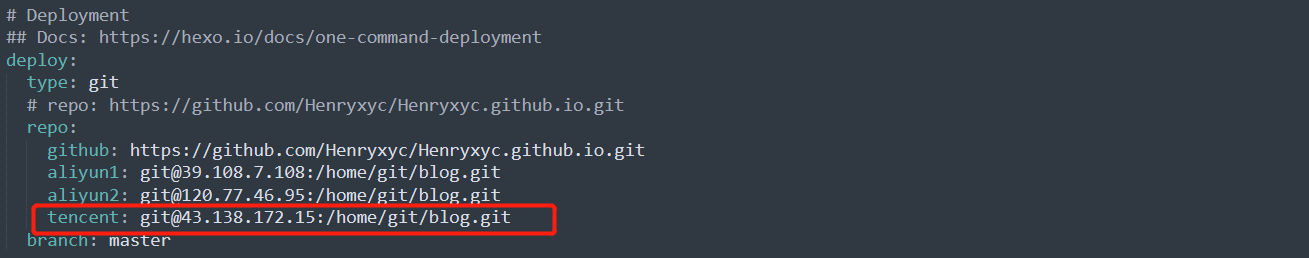 # Deployment
## Docs: https://hexo.io/docs/one-command-deployment
deploy:
  type: git
  # repo: https://github.com/Henryxyc/Henryxyc.github.io.git
  repo:
    github: https://github.com/Henryxyc/Henryxyc.github.io.git
    aliyun1: git@39.108.7.108:/home/git/blog.git
    aliyun2: git@120.77.46.95:/home/git/blog.git
    tencent: git@43.138.172.15:/home/git/blog.git
  branch: master